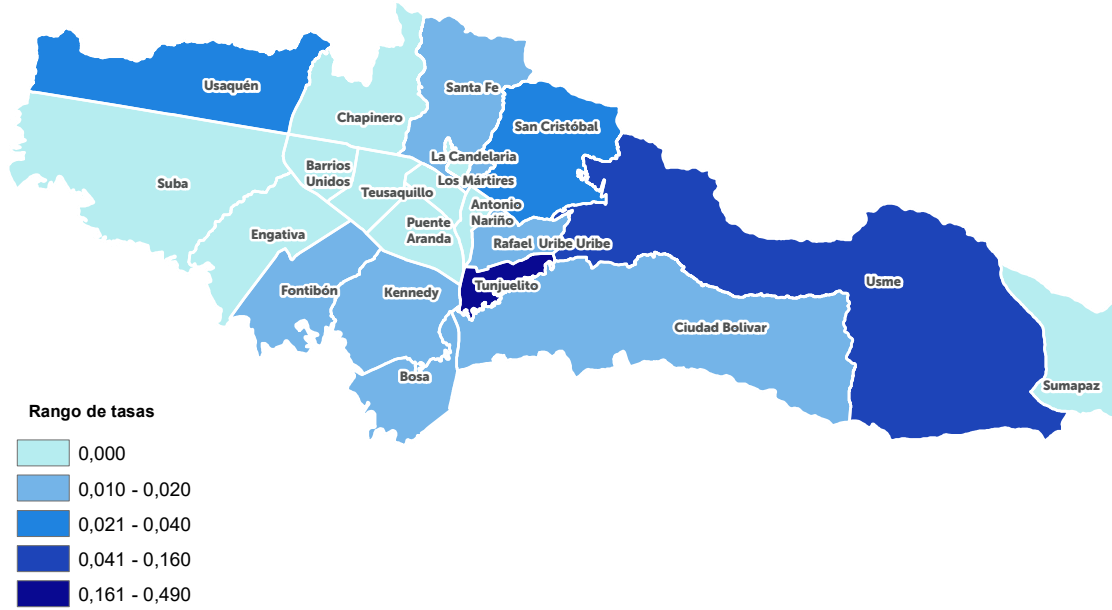 Usaquén
Santa Fe
Chapinero
San Cristóbal
La Candelaria
Barrios
Unidos
Los Mártires
Suba
Teusaquillo
Antonio
Nariño
Puente
Aranda
Engativa
Rafael Uribe Uribe
Usme
Tunjuelito
Fontibón
Kennedy
Ciudad Bolivar
Bosa
Sumapaz
Rango de tasas
0,000
0,010 - 0,020
0,021 - 0,040
0,041 - 0,160
0,161 - 0,490